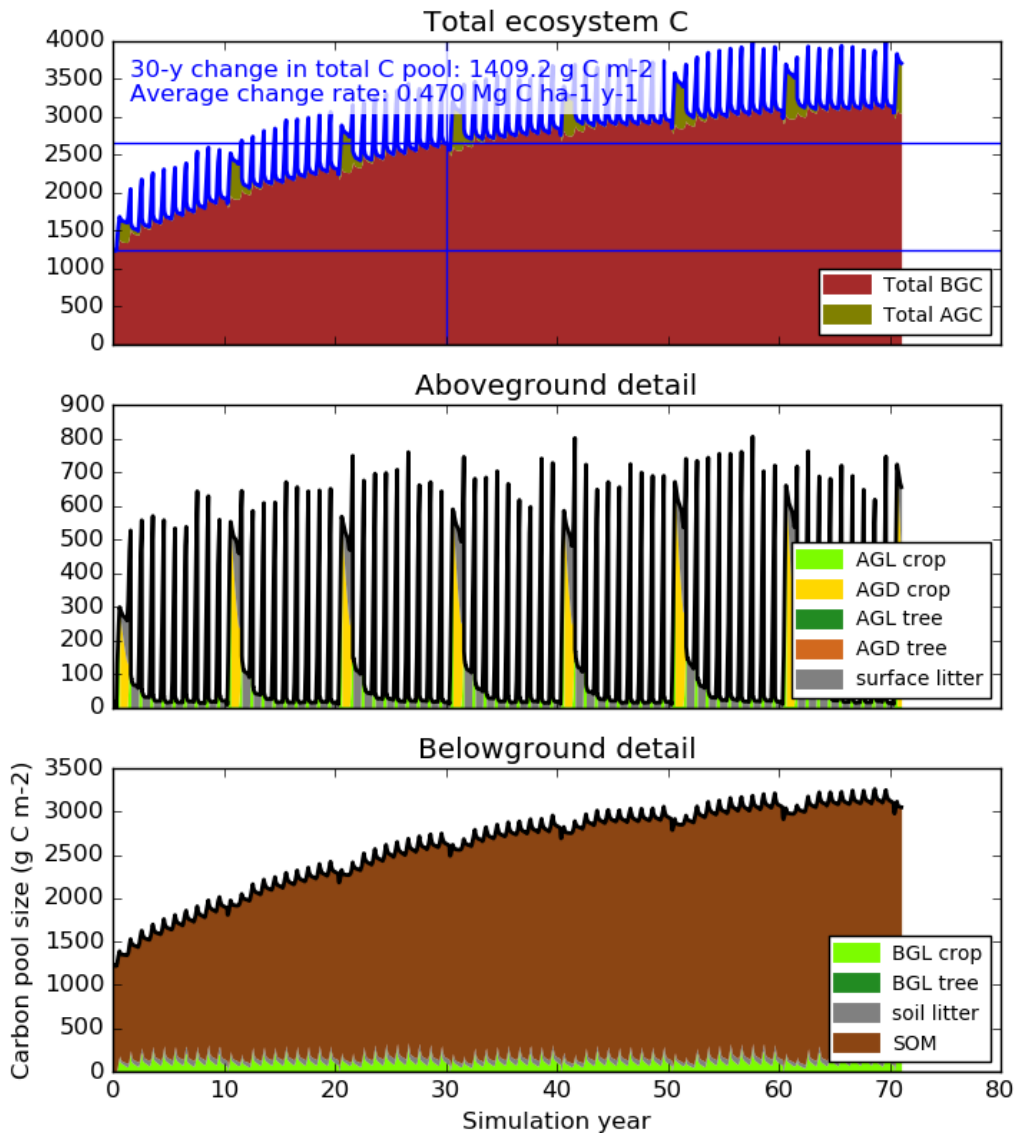 Total ecosystem C
4000
3500
3000
2500
2000
1500
1000
500
0
30-y change in total C pool: 1409.2 g C m-2
Average change rate: 0.470 Mg C ha-1 y-1
Total BGC
Total AGC
Aboveground detail
900
800
700
600
500
400
300
200
100
0
AGL crop
AGD crop
AGL tree
AGD tree
surface litter
Belowground detail
Carbon pool size (g C m-2)
3500
3000
2500
2000
1500
1000
500
0
BGL crop
BGL tree
soil litter
SOM
0 10 20 30 40 50 60 70 80
Simulation year